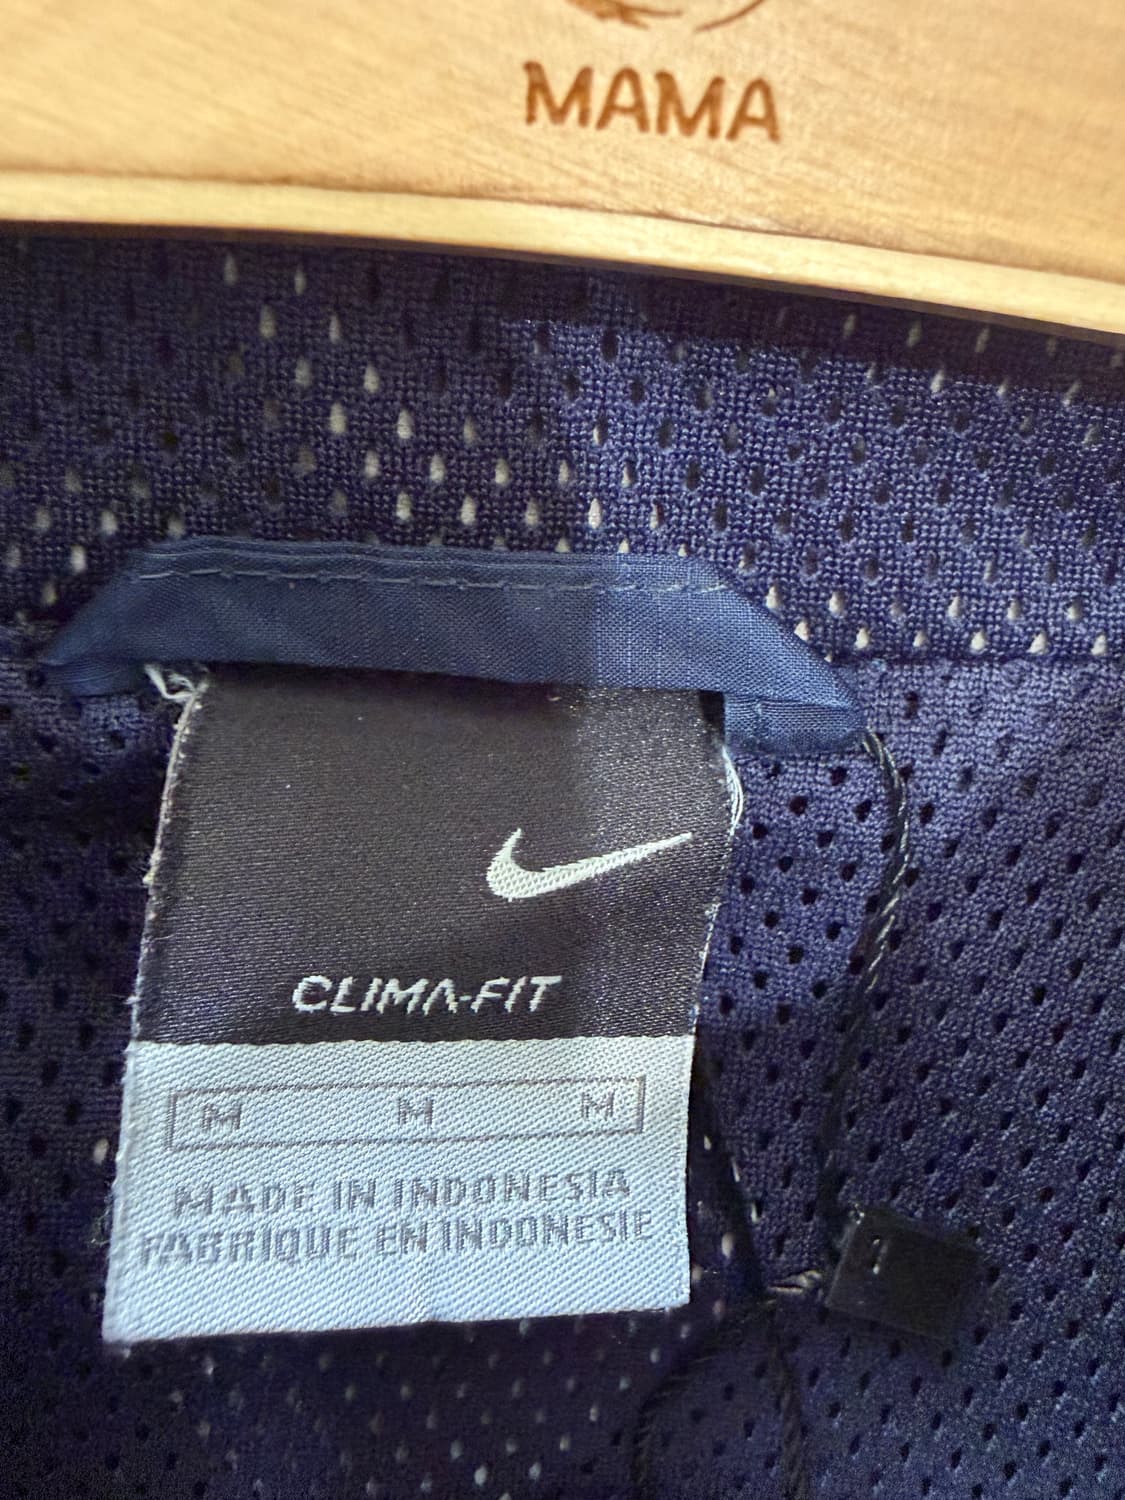 MAMA
CLIMA-FIT
M M M
MADE IN INDONESIA
FABRIQUE EN INDONESIE